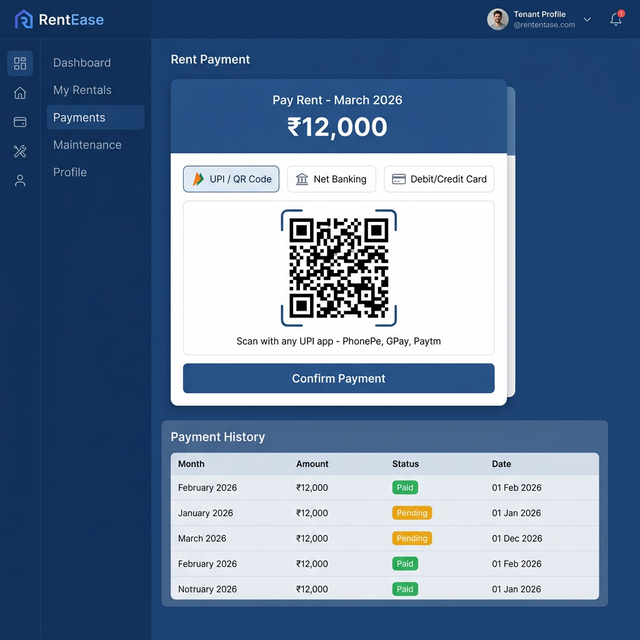 RentEase
Tenant Profile
@rententase.com
Dashboard
My Rentals
Payments
Maintenance
Profile
Rent Payment
Pay Rent - March 2026
₹12,000
UPI / QR Code
Net Banking
Debit/Credit Card
Scan with any UPI app - PhonePe, GPay, Paytm
Confirm Payment
Payment History
Month Amount Status Date
February 2026 ₹12,000 Paid 01 Feb 2026
January 2026 ₹12,000 Pending 01 Jan 2026
March 2026 ₹12,000 Pending 01 Dec 2026
February 2026 ₹12,000 Paid 01 Feb 2026
Notruary 2026 ₹12,000 Paid 01 Jan 2026